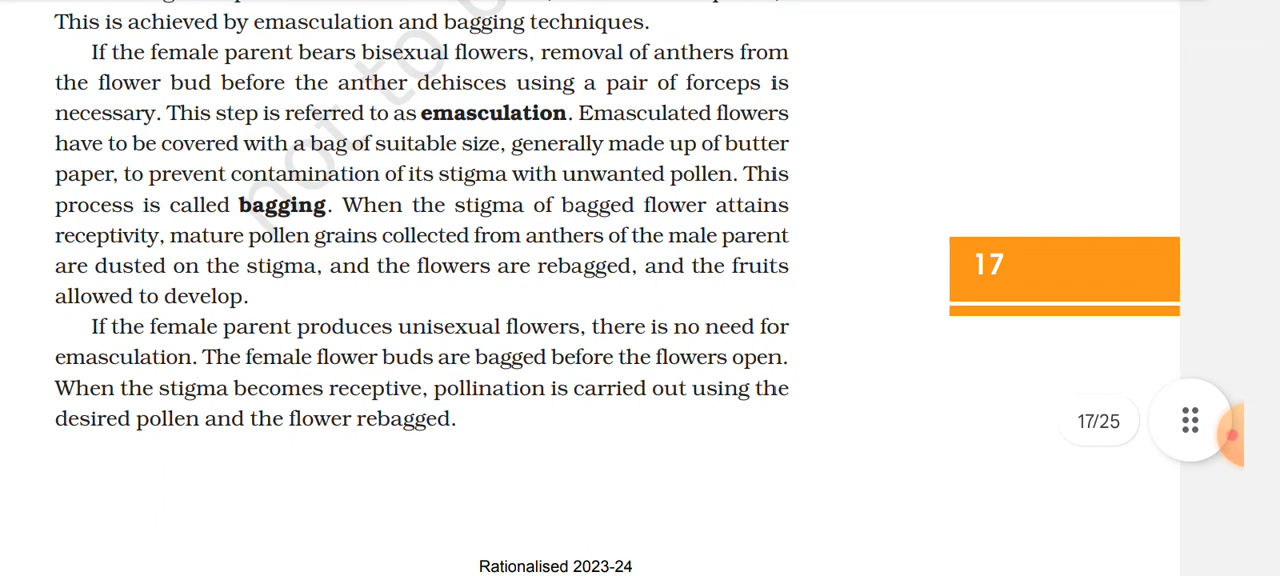 This is achieved by emasculation and bagging techniques.
If the female parent bears bisexual flowers, removal of anthers from
the flower bud before the anther dehisces using a pair of forceps is
necessary. This step is referred to as emasculation. Emasculated flowers
have to be covered with a bag of suitable size, generally made up of butter
paper, to prevent contamination of its stigma with unwanted pollen. This
process is called bagging. When the stigma of bagged flower attains
receptivity, mature pollen grains collected from anthers of the male parent
are dusted on the stigma, and the flowers are rebagged, and the fruits
allowed to develop.
17
If the female parent produces unisexual flowers, there is no need for
emasculation. The female flower buds are bagged before the flowers open.
When the stigma becomes receptive, pollination is carried out using the
desired pollen and the flower rebagged.
17/25
Rationalised 2023-24
not to